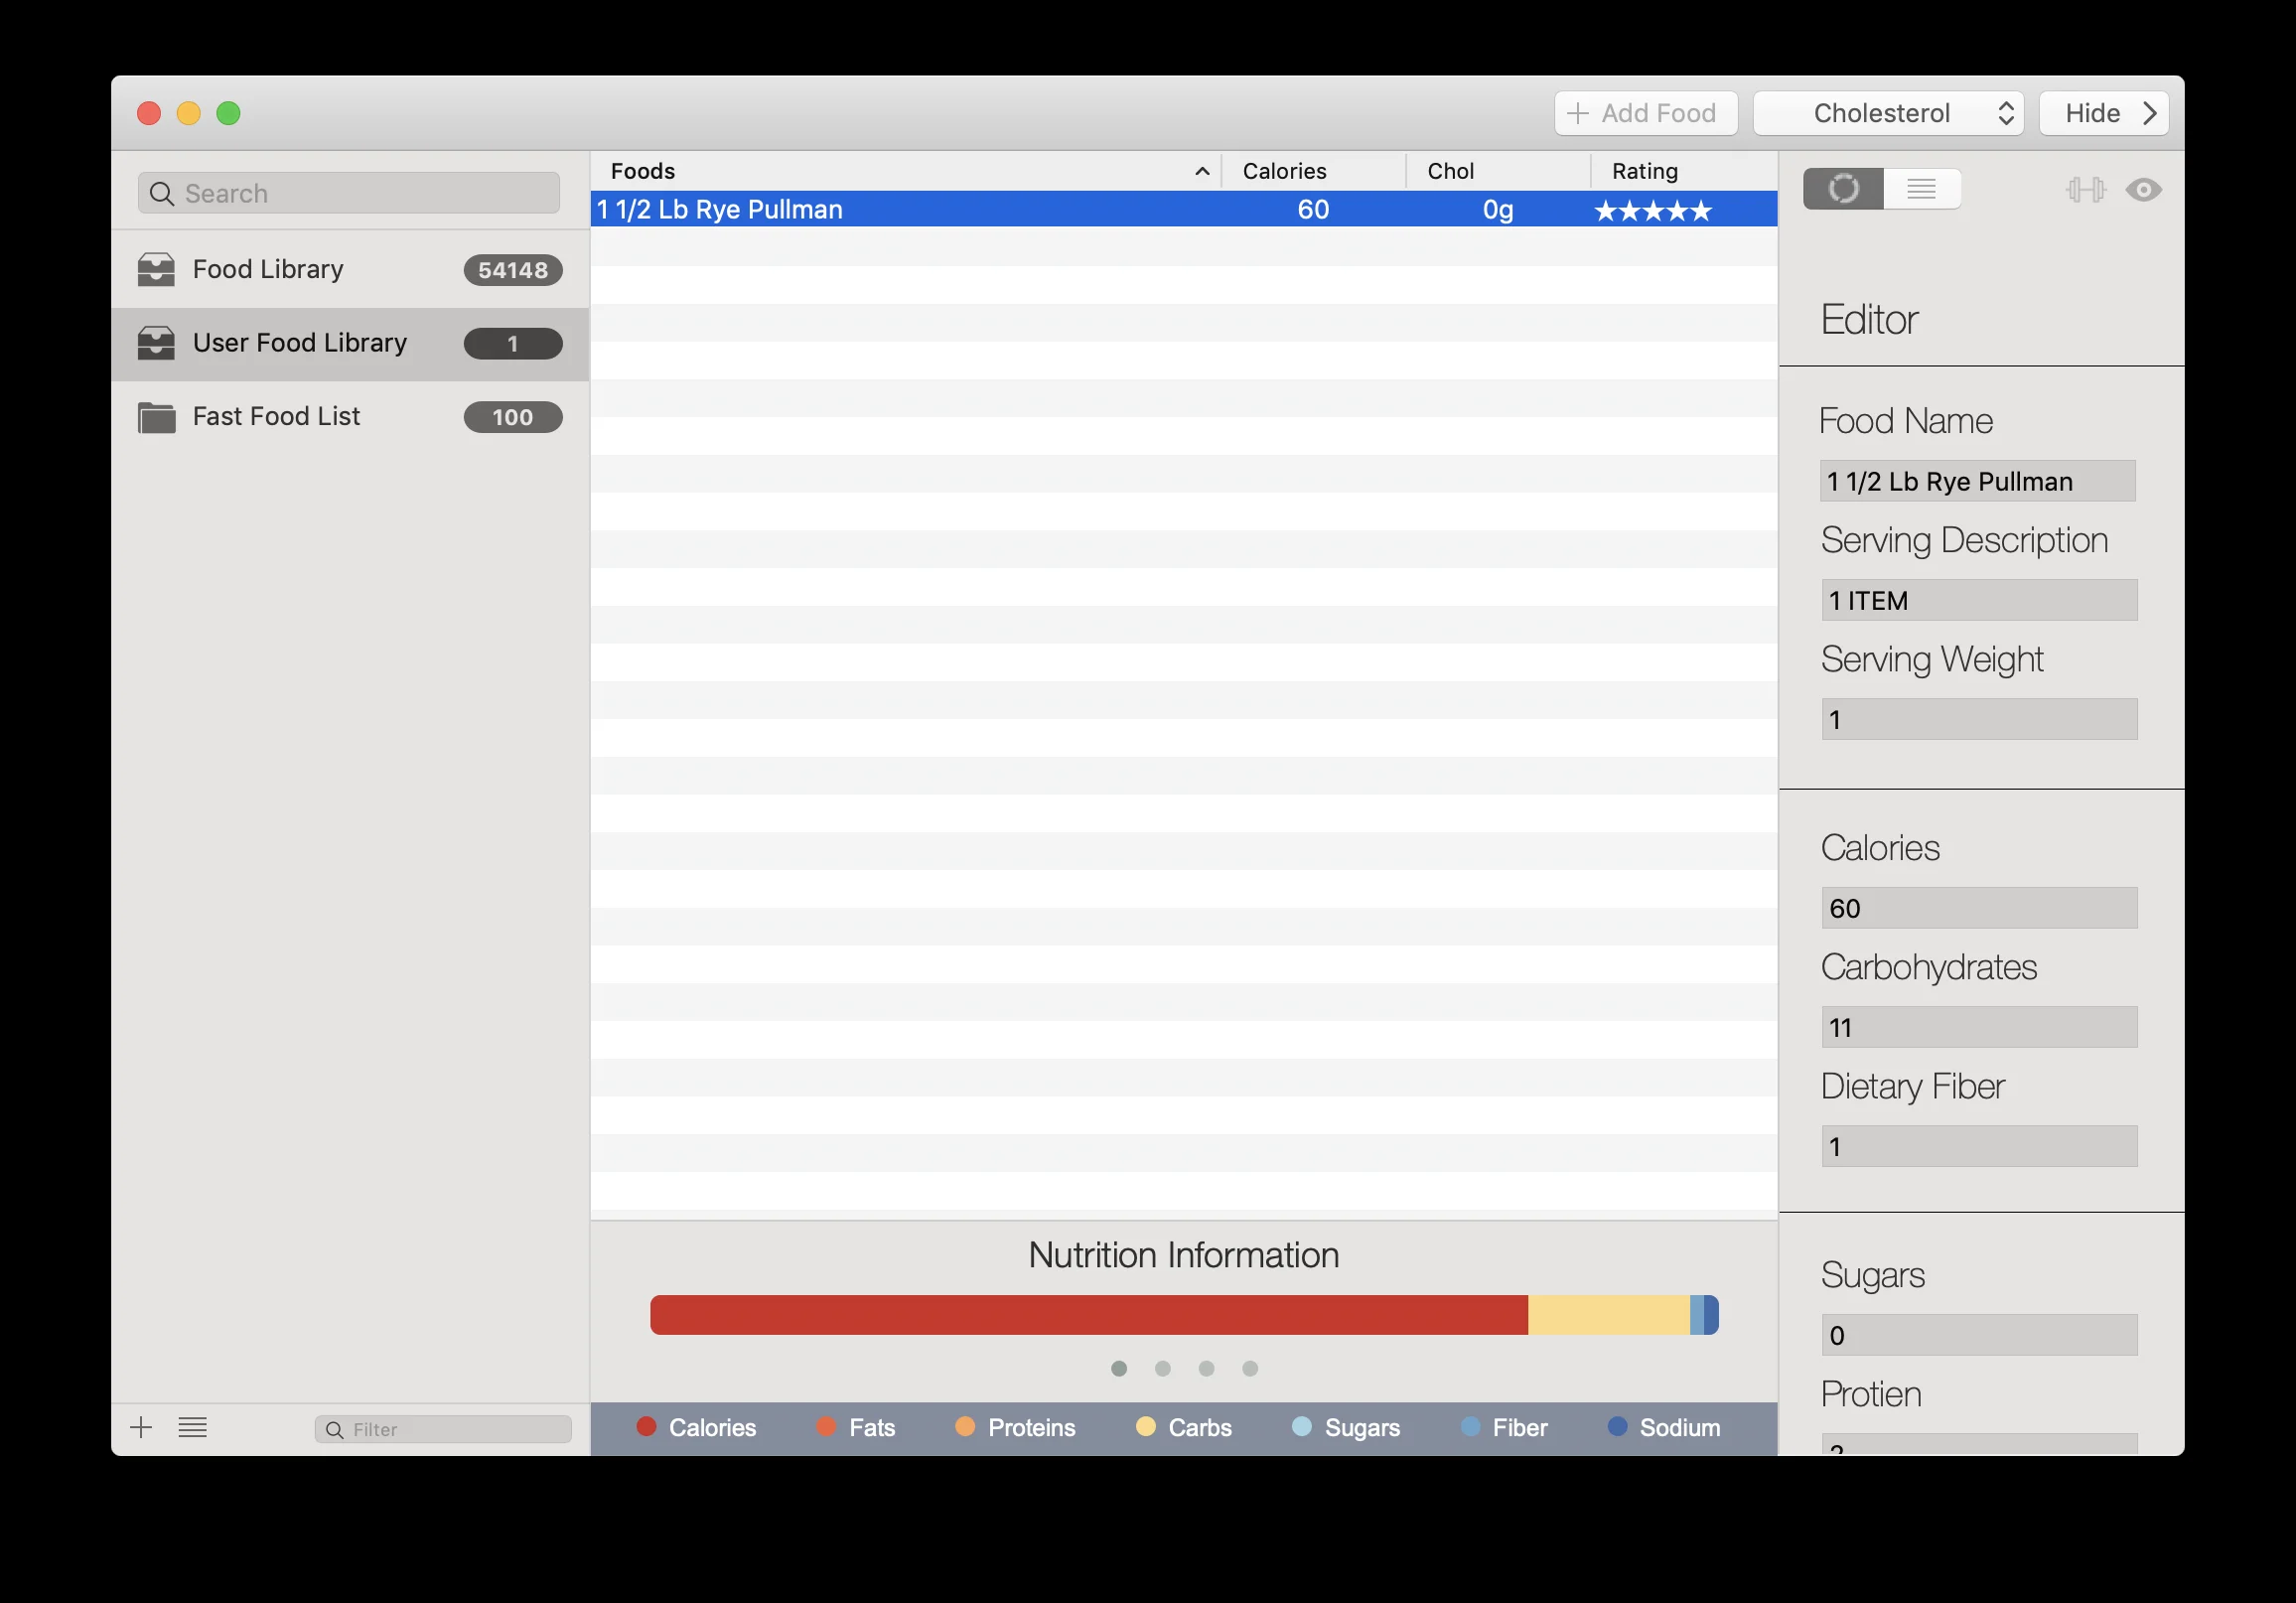 + Add Food
Cholesterol
Hide
Search
Food Library 54148
User Food Library 1
Fast Food List 100
Filter
Foods Calories Chol Rating
1 1/2 Lb Rye Pullman 60 0g ★★★★★
Nutrition Information
Calories Fats Proteins Carbs Sugars Fiber Sodium
Editor
Food Name
1 1/2 Lb Rye Pullman
Serving Description
1 ITEM
Serving Weight
1
Calories
60
Carbohydrates
11
Dietary Fiber
1
Sugars
0
Protien